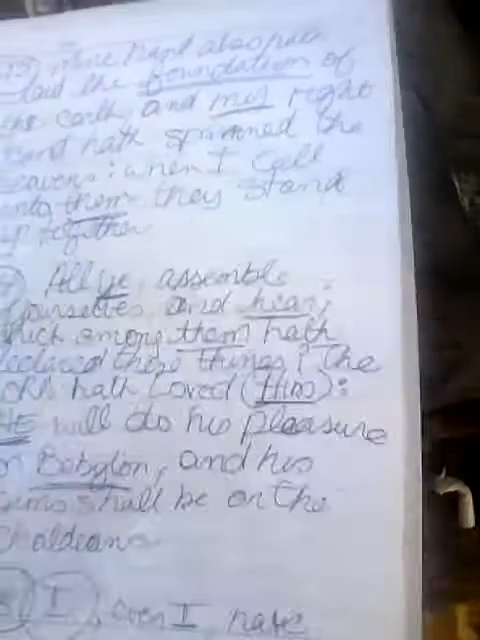 13) Mine hand also hath
laid the foundation of
the earth, and my right
hand hath spanned the
heavens: when I call
unto them they stand
up together.
All ye, assemble
yourselves, and hear;
which among them hath
declared these things? The
LORD hath loved (Him):
HE will do his pleasure
on Babylon, and his
arms shall be on the
Chaldeans
I, even I have